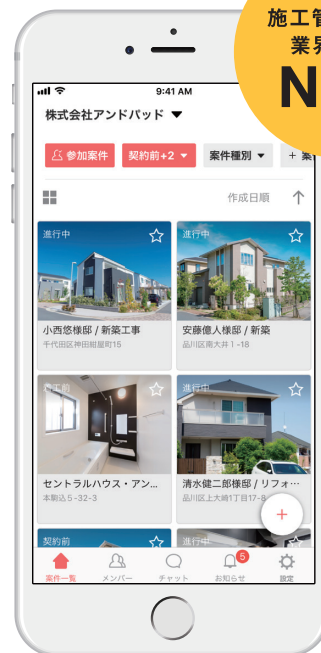 施工管
業界
N
9:41 AM
株式会社アンドパッド ▼
参加案件 契約前+2 ▼ 案件種別 ▼ + 案
作成日順 ↑
進行中 進行中
小西悠様邸 / 新築工事 安藤億人様邸 / 新築
千代田区神田紺屋町15 品川区南大井1-18
着工前 進行中
セントラルハウス・アン... 清水健二郎様邸 / リフォ…
本駒込5-32-3 品川区上大崎1丁目17-8
+
契約前 進行中
5
案件一覧 メンバー チャット お知らせ 設定